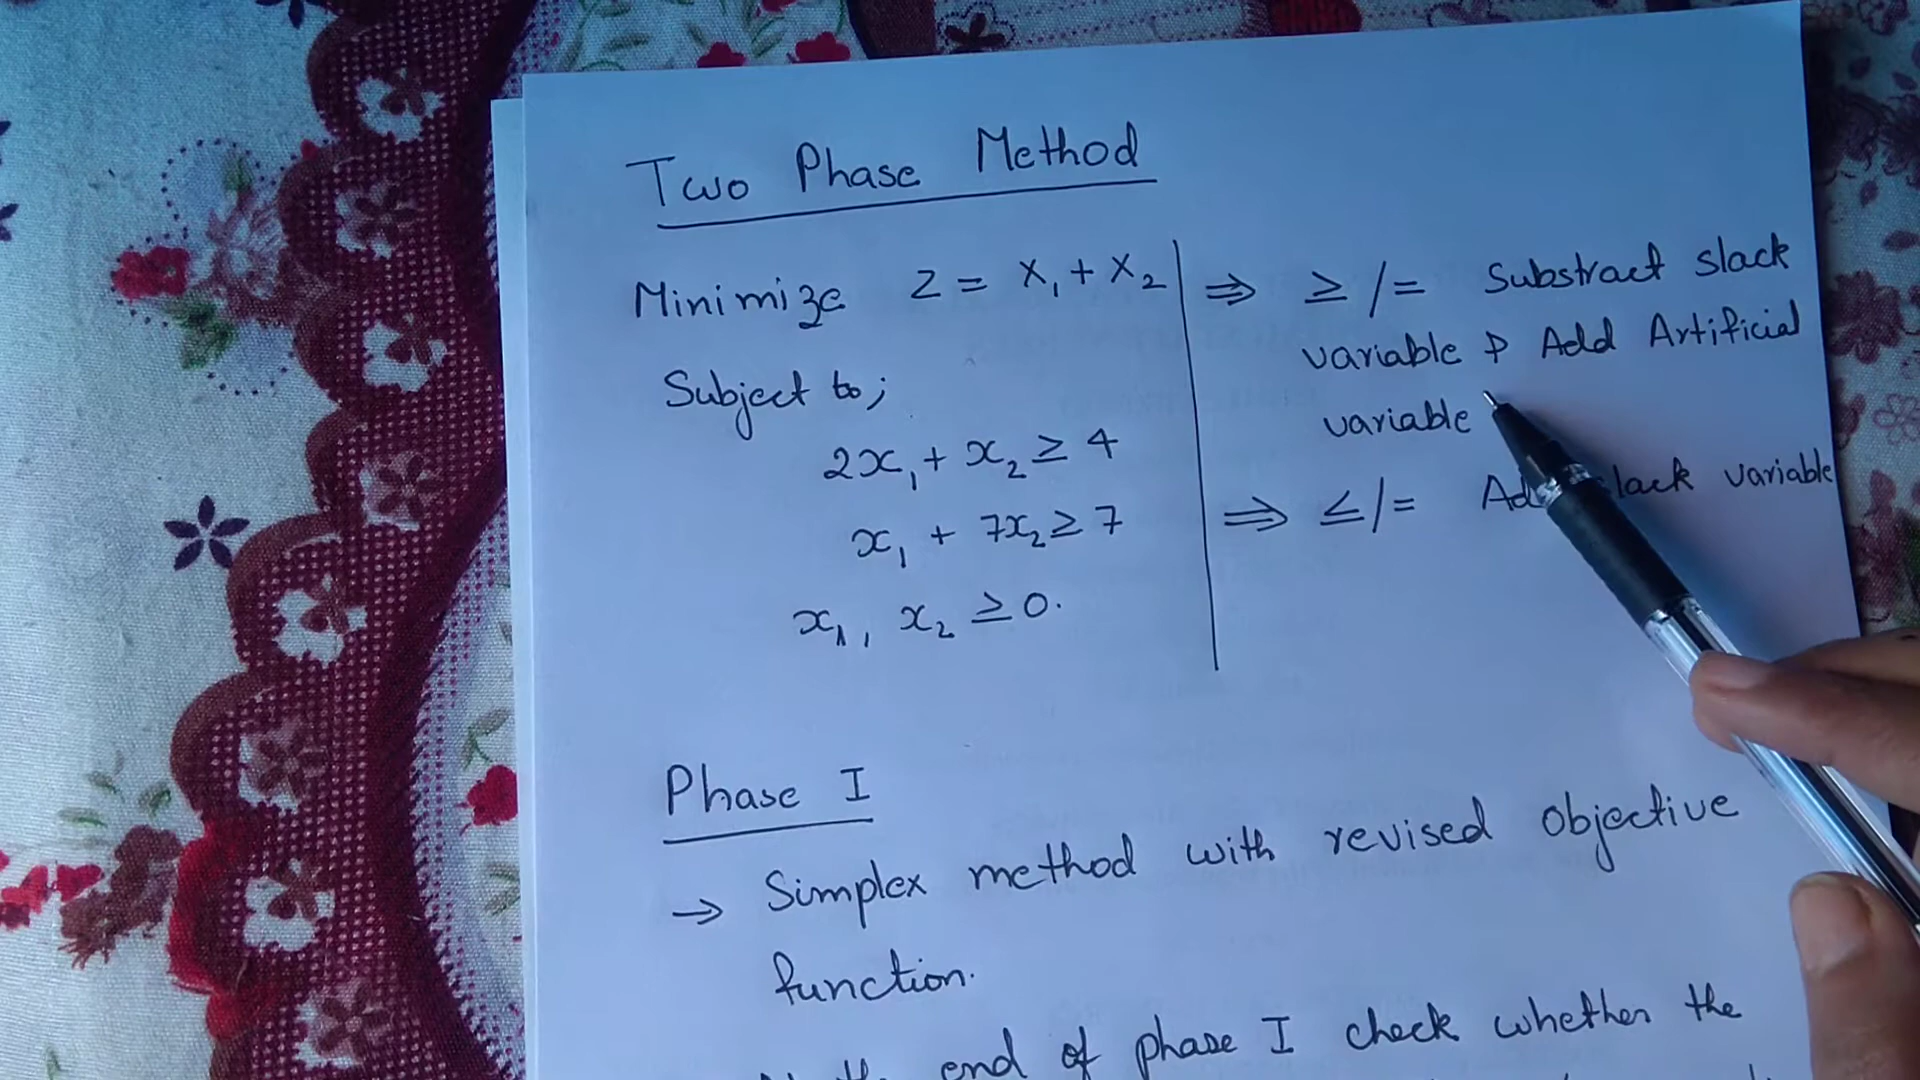 Two Phase Method
Minimize Z = X₁ + X₂
Subject to;
2x₁ + x₂ ≥ 4
x₁ + 7x₂ ≥ 7
x₁, x₂ ≥ 0.
⇒ ≥ / = Substract slack
variable & Add Artificial
variable
⇒ ≤ / = Add slack variable
Phase I
→ Simplex method with revised objective
function.
end of phase I check whether the